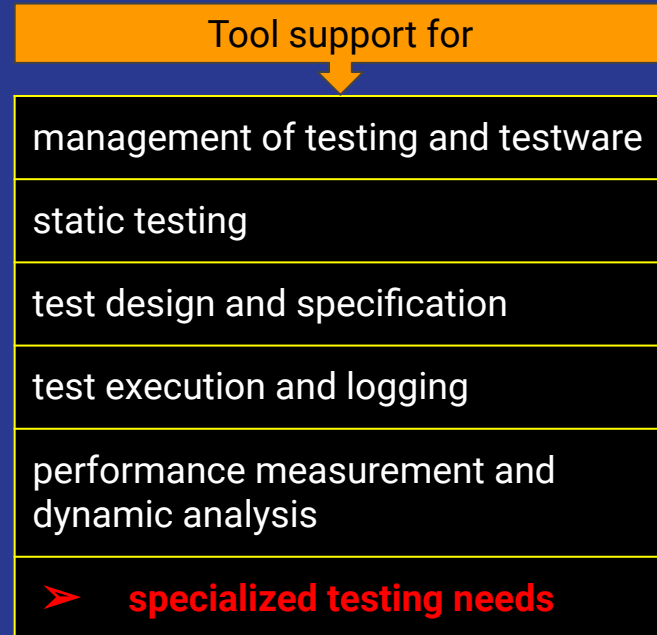 Tool support for
management of testing and testware
static testing
test design and specification
test execution and logging
performance measurement and
dynamic analysis
➢ specialized testing needs